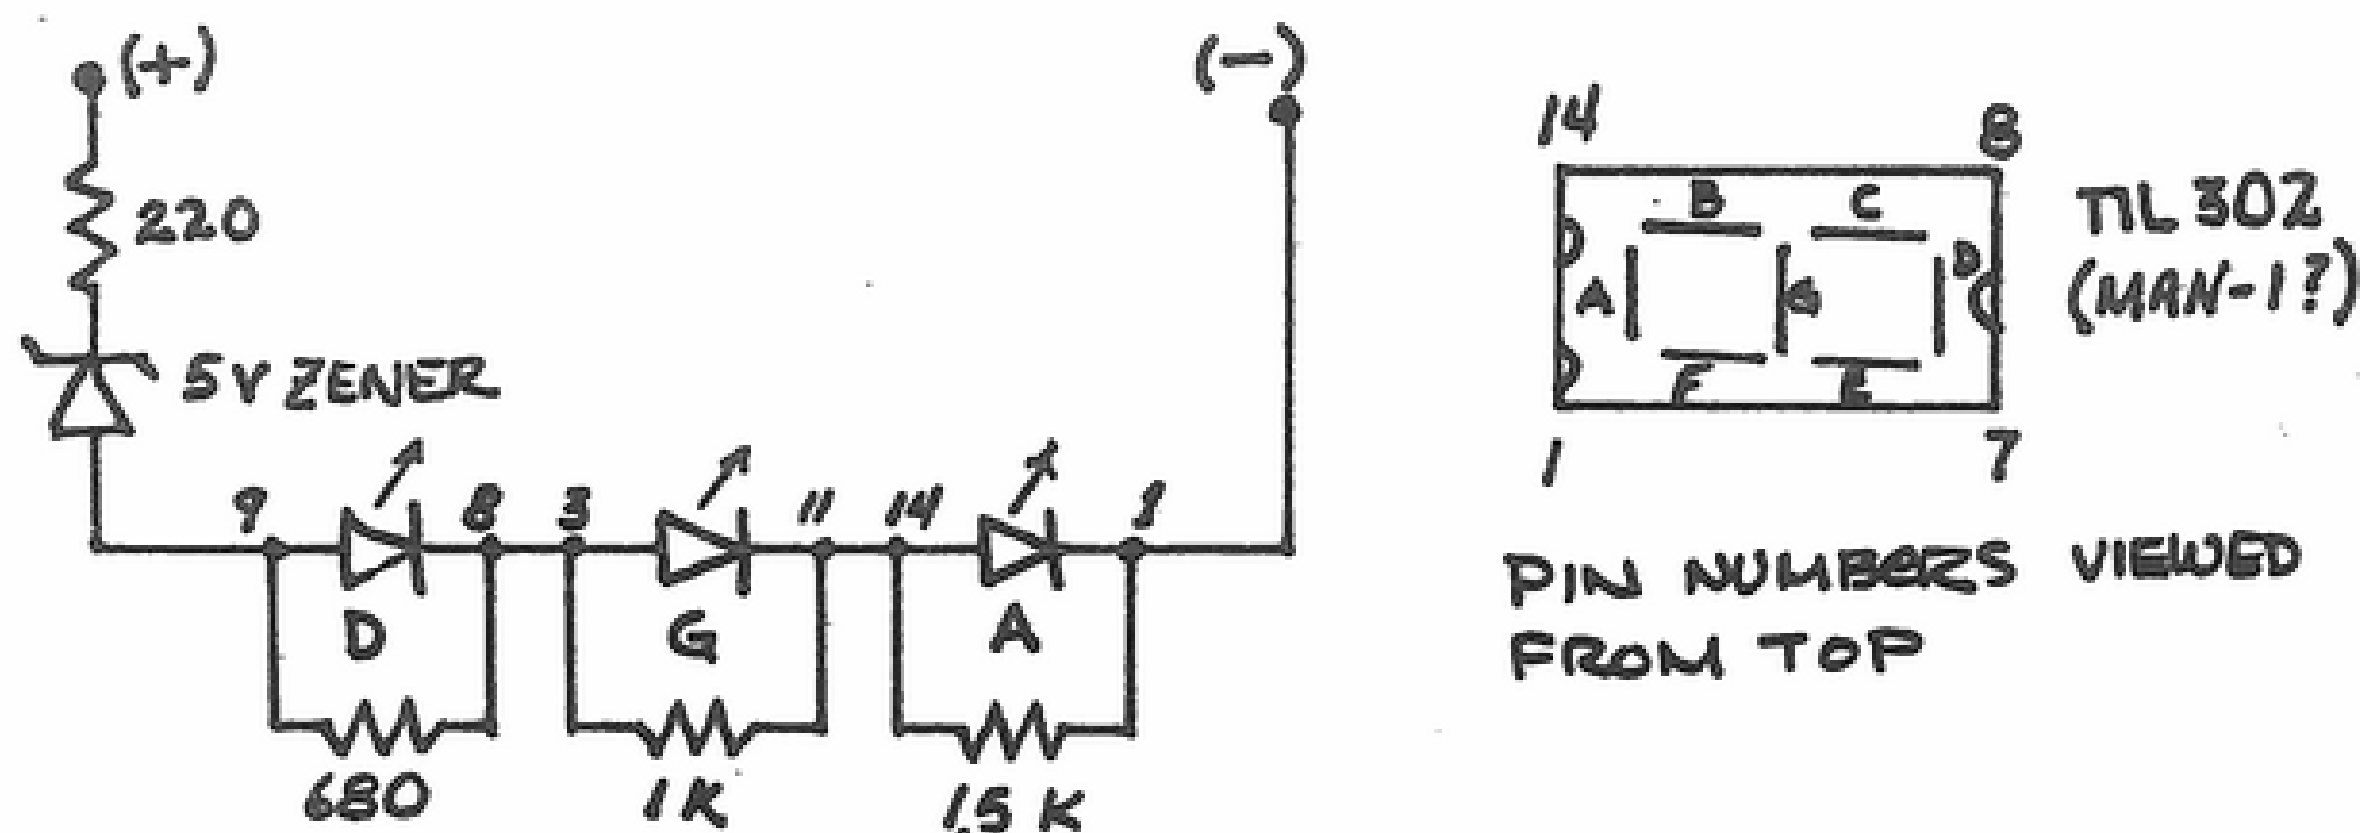 (+)
(-)
220
5V ZENER
9
8
3
11
14
1
D
G
A
680
1K
1.5 K
14
8
B
C
A
G
D
F
E
1
7
TIL 302
(MAN-1?)
PIN NUMBERS VIEWED
FROM TOP